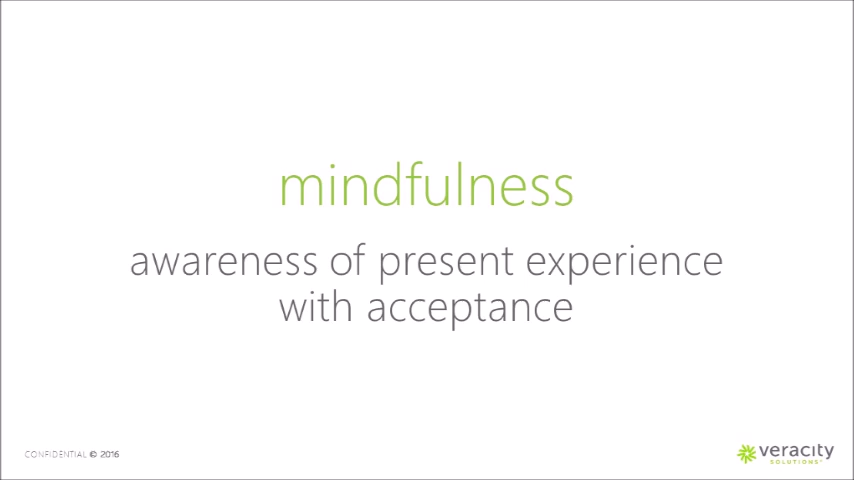 mindfulness
awareness of present experience
with acceptance
CONFIDENTIAL © 2016
veracity
SOLUTIONS